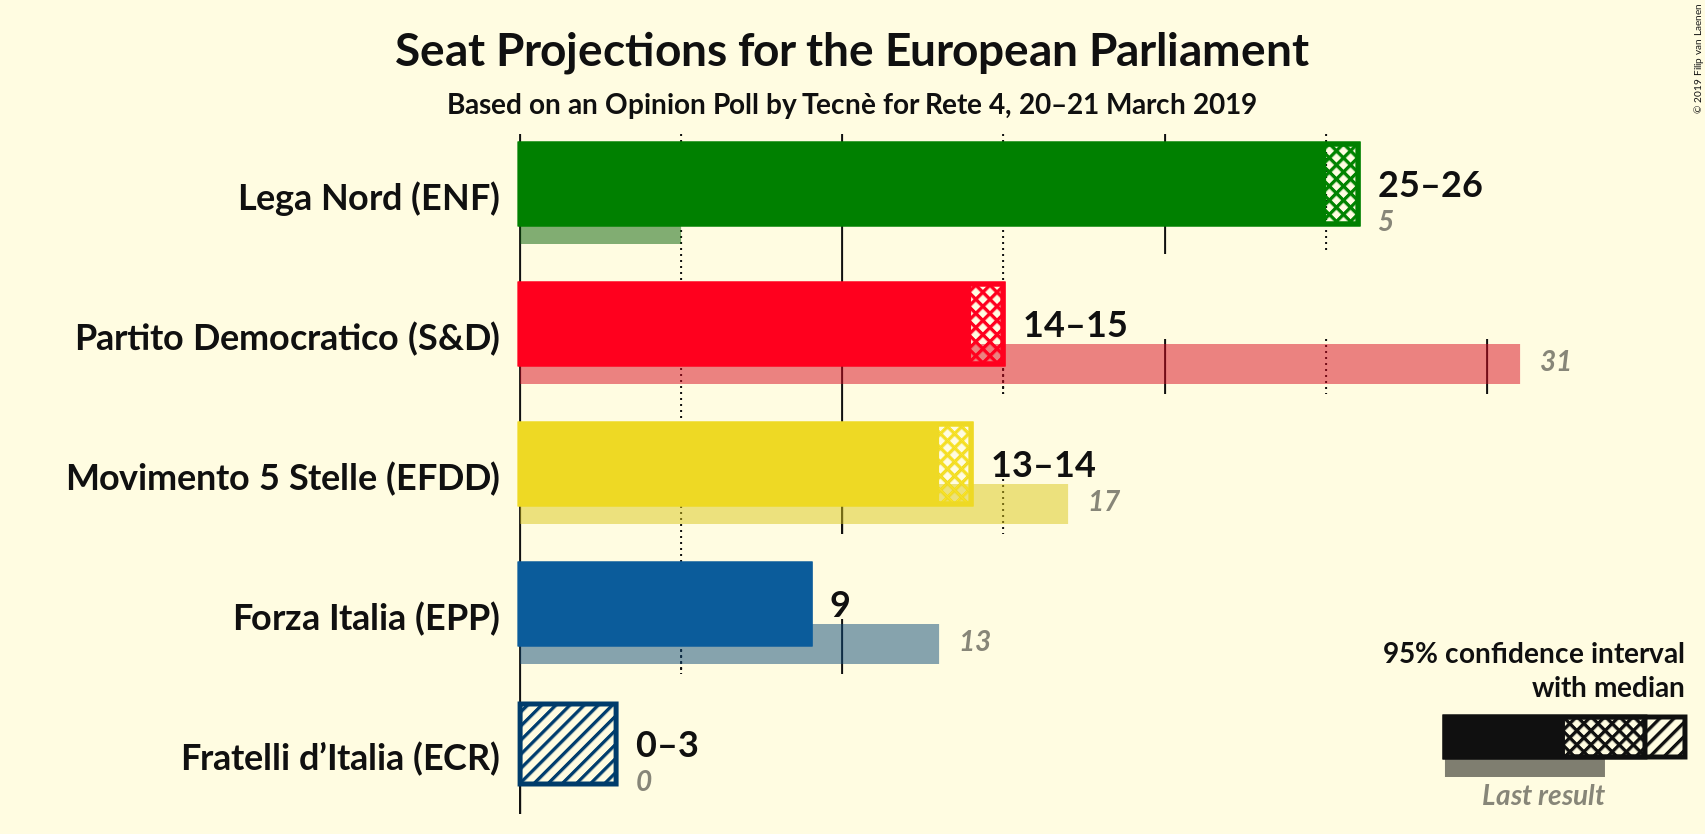 Seat Projections for the European Parliament
Based on an Opinion Poll by Tecnè for Rete 4, 20–21 March 2019
© 2019 Filip van Laenen
Lega Nord (ENF)
25–26
5
Partito Democratico (S&D)
14–15
31
Movimento 5 Stelle (EFDD)
13–14
17
Forza Italia (EPP)
9
13
Fratelli d’Italia (ECR)
0–3
0
95% confidence interval
with median
Last result